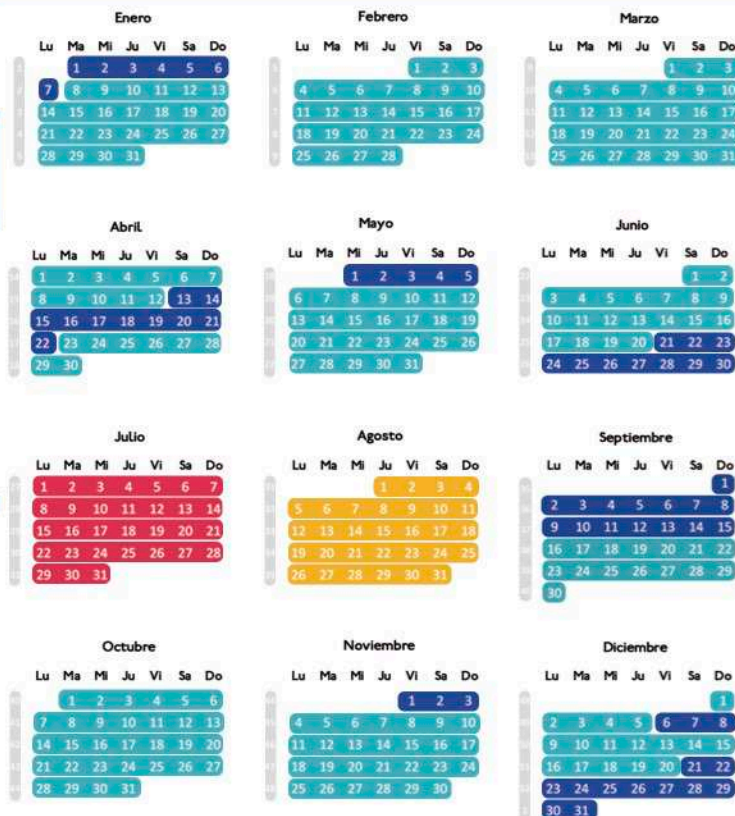 Enero
Lu Ma Mi Ju Vi Sa Do
1 2 3 4 5 6
7 8 9 10 11 12 13
14 15 16 17 18 19 20
21 22 23 24 25 26 27
28 29 30 31
Febrero
Lu Ma Mi Ju Vi Sa Do
1 2 3
4 5 6 7 8 9 10
11 12 13 14 15 16 17
18 19 20 21 22 23 24
25 26 27 28
Marzo
Lu Ma Mi Ju Vi Sa Do
1 2 3
4 5 6 7 8 9 10
11 12 13 14 15 16 17
18 19 20 21 22 23 24
25 26 27 28 29 30 31
Abril
Lu Ma Mi Ju Vi Sa Do
1 2 3 4 5 6 7
8 9 10 11 12 13 14
15 16 17 18 19 20 21
22 23 24 25 26 27 28
29 30
Mayo
Lu Ma Mi Ju Vi Sa Do
1 2 3 4 5
6 7 8 9 10 11 12
13 14 15 16 17 18 19
20 21 22 23 24 25 26
27 28 29 30 31
Junio
Lu Ma Mi Ju Vi Sa Do
1 2
3 4 5 6 7 8 9
10 11 12 13 14 15 16
17 18 19 20 21 22 23
24 25 26 27 28 29 30
Julio
Lu Ma Mi Ju Vi Sa Do
1 2 3 4 5 6 7
8 9 10 11 12 13 14
15 16 17 18 19 20 21
22 23 24 25 26 27 28
29 30 31
Agosto
Lu Ma Mi Ju Vi Sa Do
1 2 3 4
5 6 7 8 9 10 11
12 13 14 15 16 17 18
19 20 21 22 23 24 25
26 27 28 29 30 31
Septiembre
Lu Ma Mi Ju Vi Sa Do
1
2 3 4 5 6 7 8
9 10 11 12 13 14 15
16 17 18 19 20 21 22
23 24 25 26 27 28 29
30
Octubre
Lu Ma Mi Ju Vi Sa Do
1 2 3 4 5 6
7 8 9 10 11 12 13
14 15 16 17 18 19 20
21 22 23 24 25 26 27
28 29 30 31
Noviembre
Lu Ma Mi Ju Vi Sa Do
1 2 3
4 5 6 7 8 9 10
11 12 13 14 15 16 17
18 19 20 21 22 23 24
25 26 27 28 29 30
Diciembre
Lu Ma Mi Ju Vi Sa Do
1
2 3 4 5 6 7 8
9 10 11 12 13 14 15
16 17 18 19 20 21 22
23 24 25 26 27 28 29
30 31